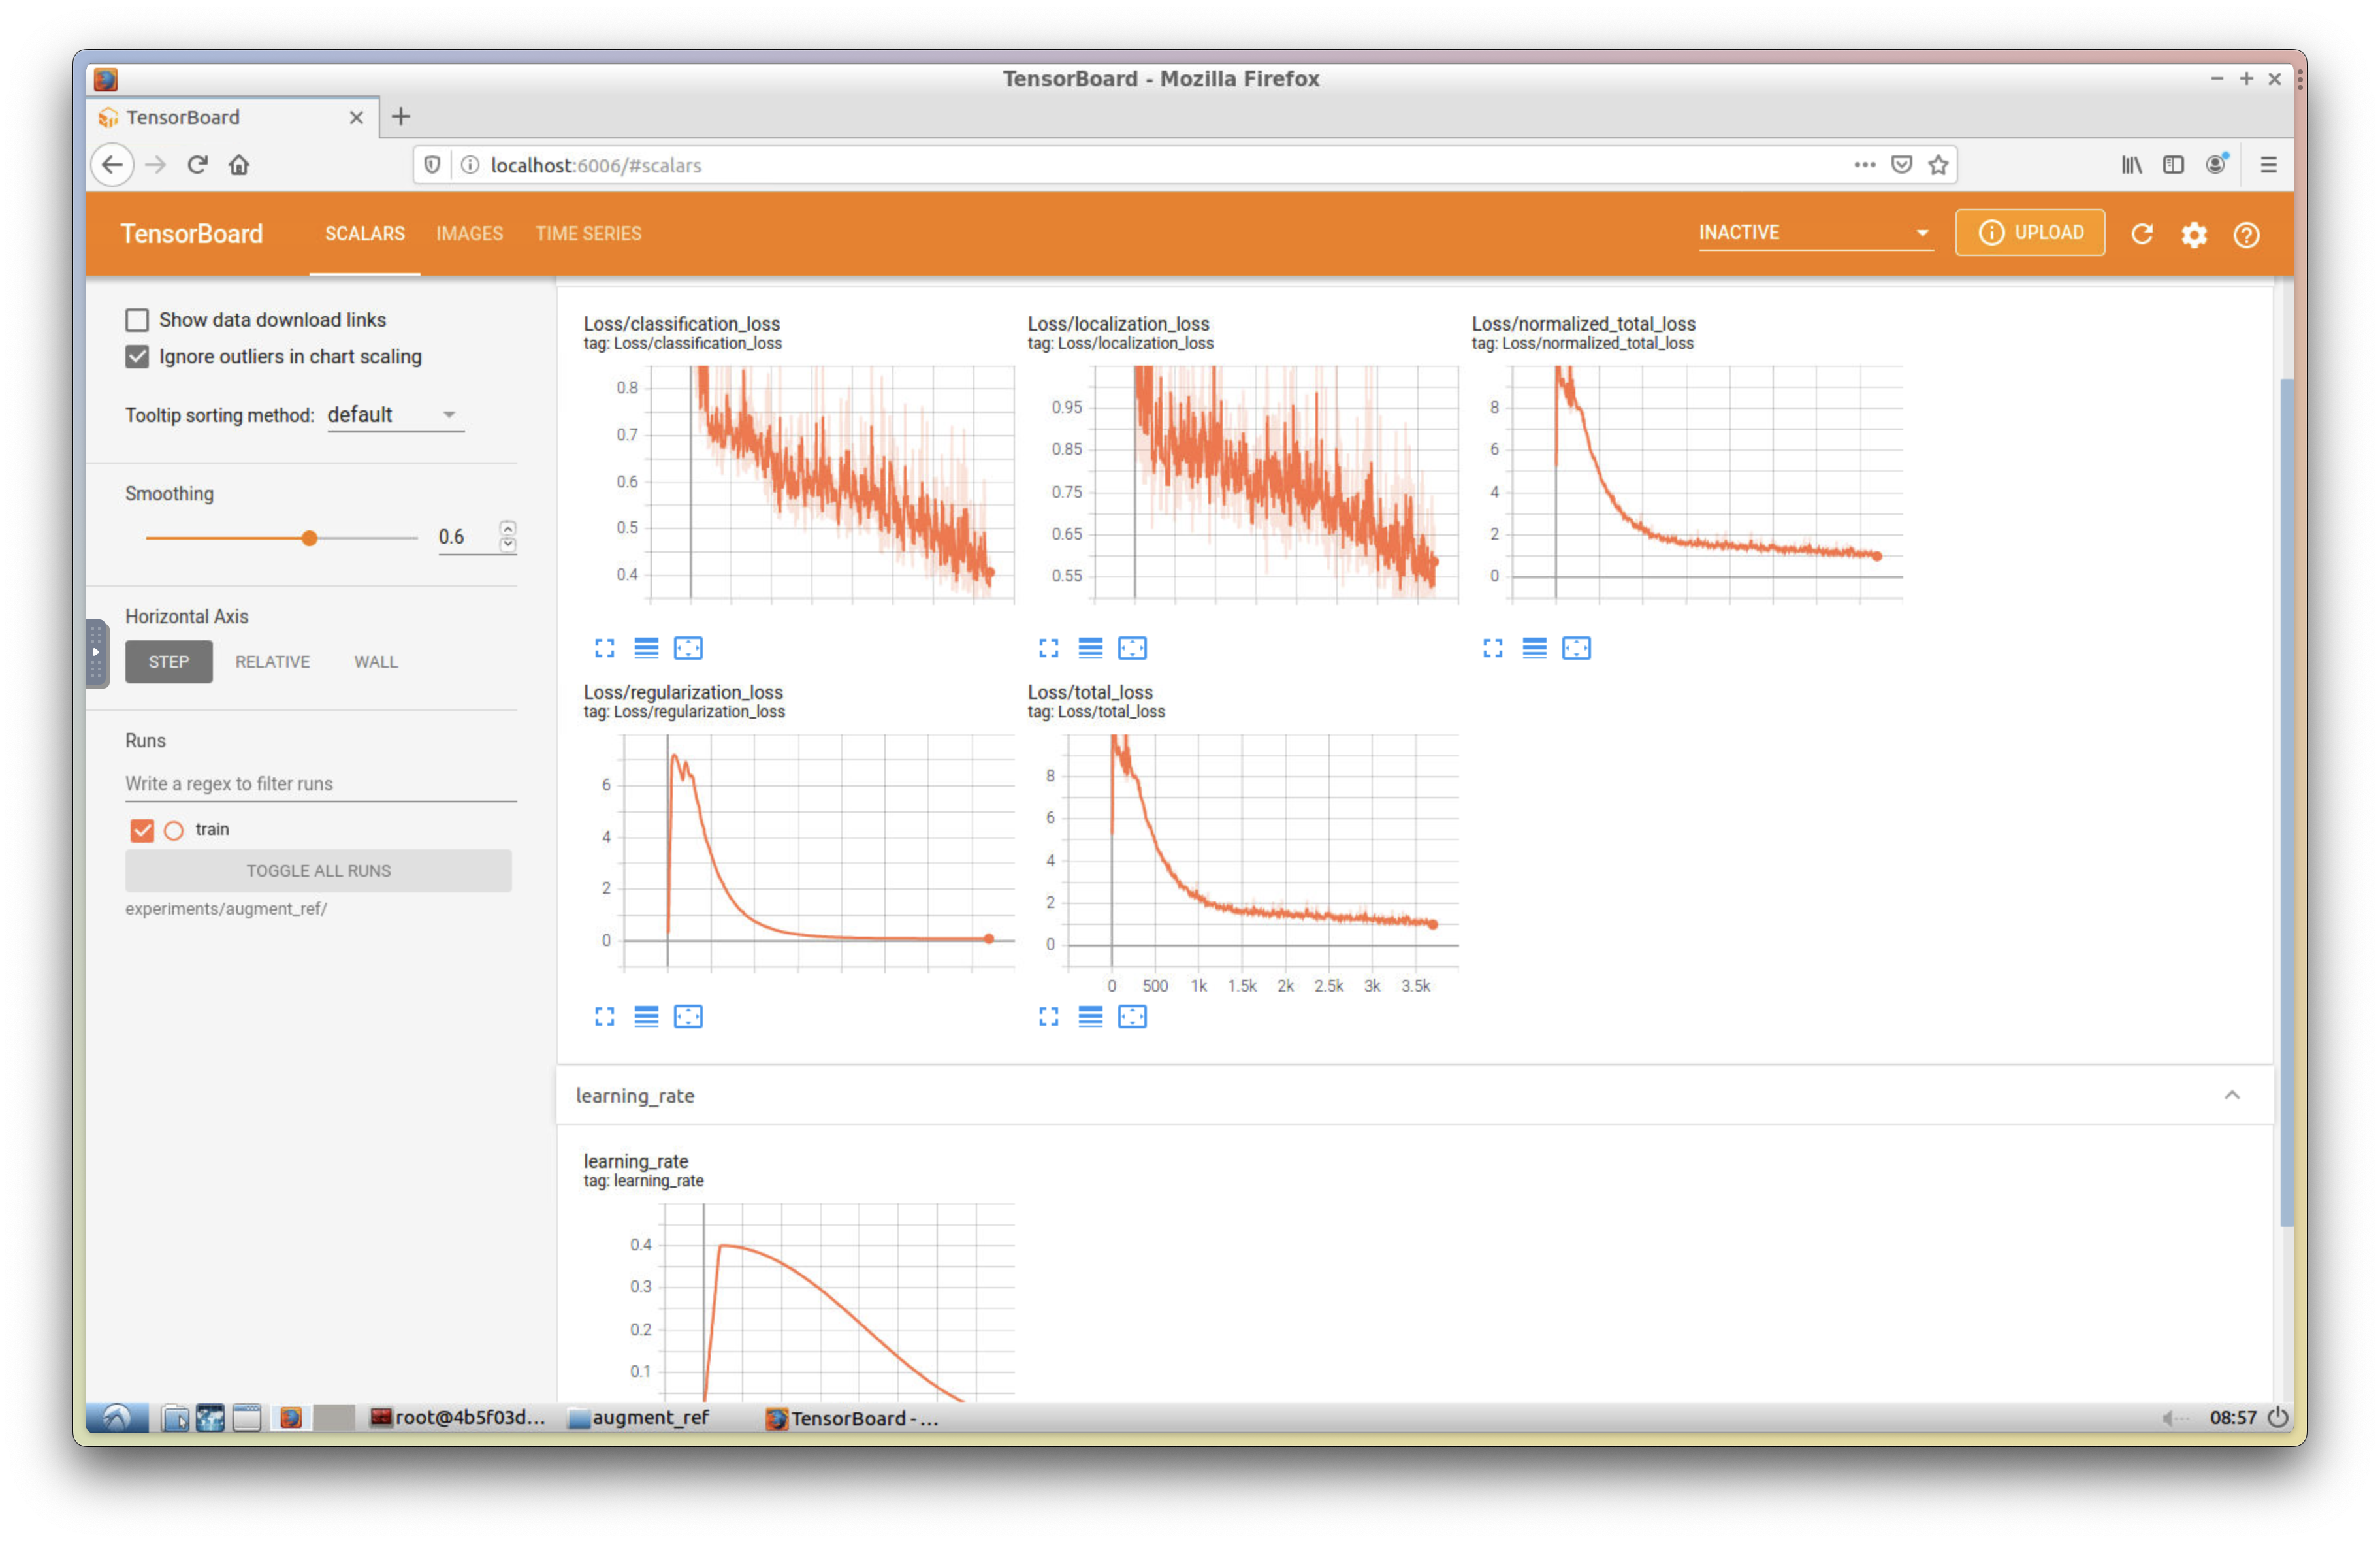 TensorBoard - Mozilla Firefox
TensorBoard
localhost:6006/#scalars
TensorBoard SCALARS IMAGES TIME SERIES INACTIVE UPLOAD
Show data download links
Ignore outliers in chart scaling
Tooltip sorting method: default
Smoothing
0.6
Horizontal Axis
STEP RELATIVE WALL
Runs
Write a regex to filter runs
train
TOGGLE ALL RUNS
experiments/augment_ref/
Loss/classification_loss
tag: Loss/classification_loss
0.8
0.7
0.6
0.5
0.4
Loss/localization_loss
tag: Loss/localization_loss
0.95
0.85
0.75
0.65
0.55
Loss/normalized_total_loss
tag: Loss/normalized_total_loss
8
6
4
2
0
Loss/regularization_loss
tag: Loss/regularization_loss
6
4
2
0
Loss/total_loss
tag: Loss/total_loss
8
6
4
2
0
0 500 1k 1.5k 2k 2.5k 3k 3.5k
learning_rate
learning_rate
tag: learning_rate
0.4
0.3
0.2
0.1
root@4b5f03d... augment_ref TensorBoard - ... 08:57